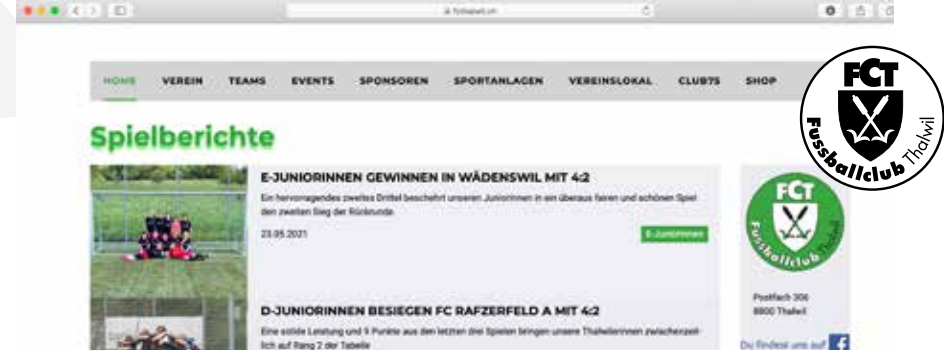 HOME VEREIN TEAMS EVENTS SPONSOREN SPORTANLAGEN VEREINSLOKAL CLUB75 SHOP
FCT
Fussballclub Thalwil
Spielberichte
E-JUNIORINNEN GEWINNEN IN WÄDENSWIL MIT 4:2
Ein hervorragendes zweites Drittel beschehrt unseren Juniorinnen in ein überaus fairen und schönen Spiel
den zweiten Sieg der Rückrunde.
23.05.2021
E-Juniorinnen
D-JUNIORINNEN BESIEGEN FC RAFZERFELD A MIT 4:2
Eine solide Leistung und 9 Punkte aus den letzten drei Spielen bringen unsere Thalwilerinnen zwischenzeit-
lich auf Rang 2 der Tabelle
FCT
Fussballclub Thalwil
Postfach 306
8800 Thalwil
Du findest uns auf f